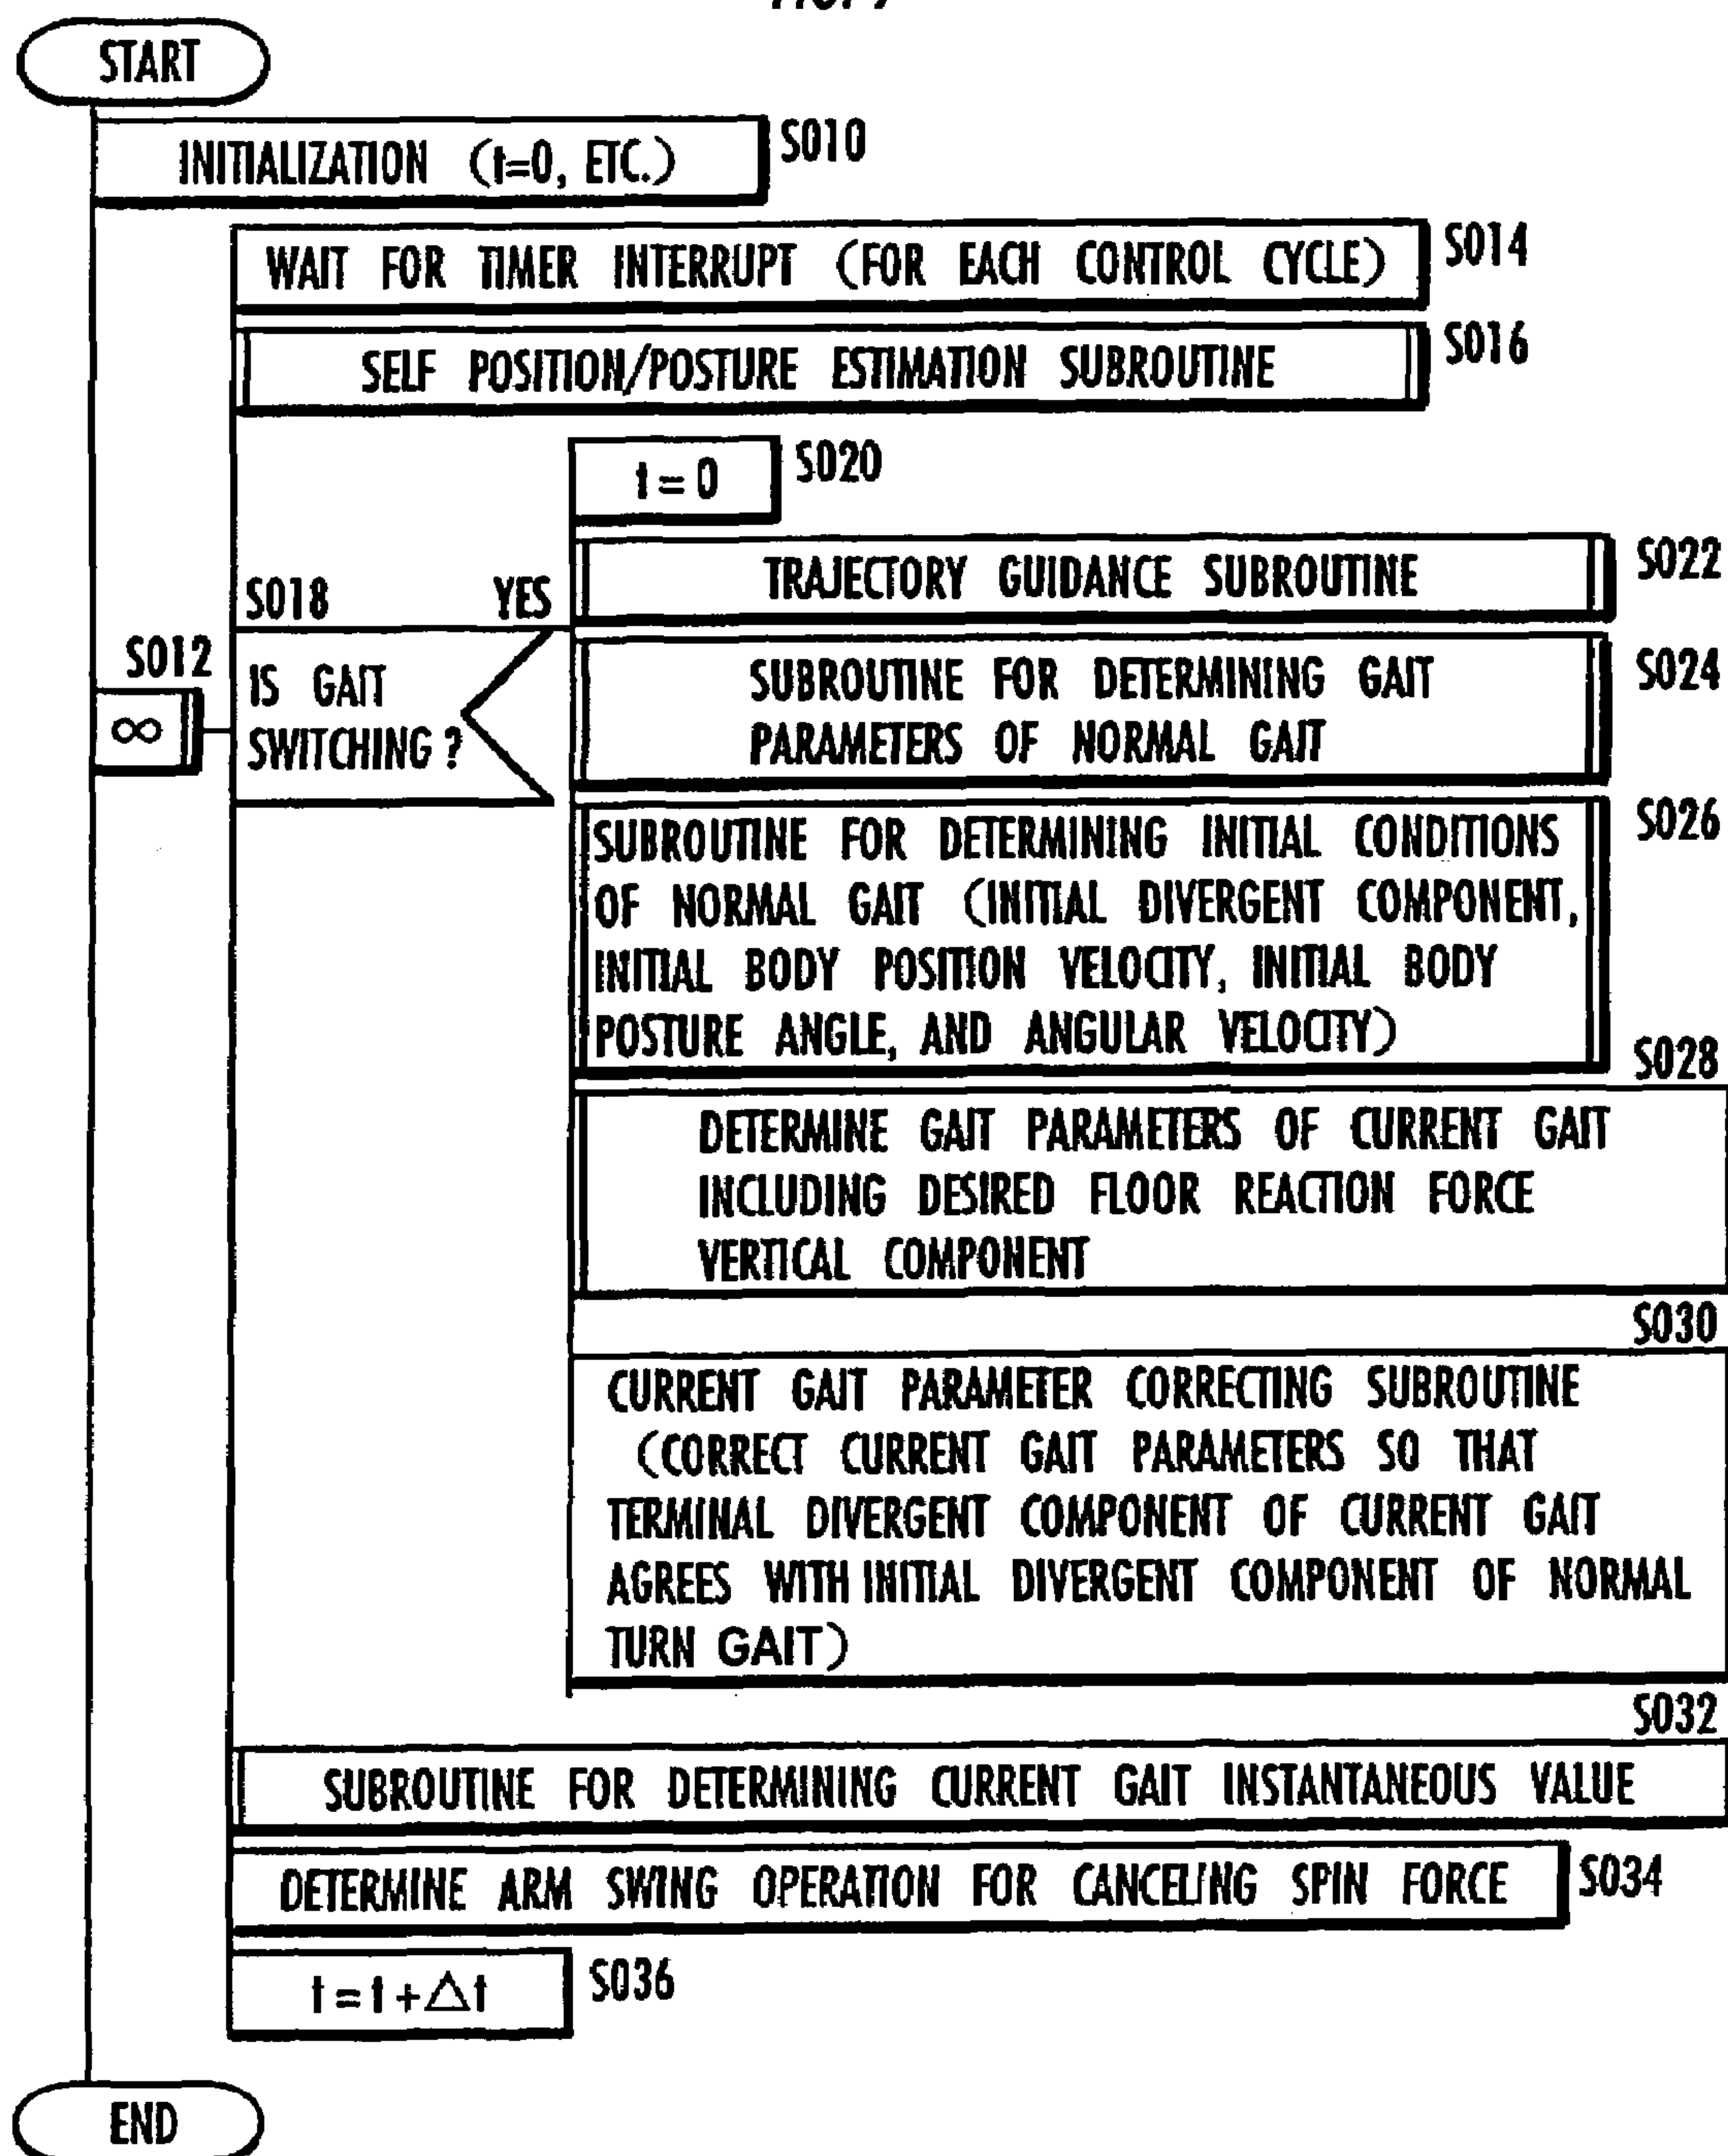 START
INITIALIZATION (t=0, ETC.)
S010
WAIT FOR TIMER INTERRUPT (FOR EACH CONTROL CYCLE)
S014
SELF POSITION/POSTURE ESTIMATION SUBROUTINE
S016
t=0
S020
TRAJECTORY GUIDANCE SUBROUTINE
S022
S018
YES
S012
∞
IS GAIT
SWITCHING?
SUBROUTINE FOR DETERMINING GAIT
PARAMETERS OF NORMAL GAIT
S024
SUBROUTINE FOR DETERMINING INITIAL CONDITIONS
OF NORMAL GAIT (INITIAL DIVERGENT COMPONENT,
INITIAL BODY POSITION VELOCITY, INITIAL BODY
POSTURE ANGLE, AND ANGULAR VELOCITY)
S026
S028
DETERMINE GAIT PARAMETERS OF CURRENT GAIT
INCLUDING DESIRED FLOOR REACTION FORCE
VERTICAL COMPONENT
S030
CURRENT GAIT PARAMETER CORRECTING SUBROUTINE
(CORRECT CURRENT GAIT PARAMETERS SO THAT
TERMINAL DIVERGENT COMPONENT OF CURRENT GAIT
AGREES WITH INITIAL DIVERGENT COMPONENT OF NORMAL
TURN GAIT)
S032
SUBROUTINE FOR DETERMINING CURRENT GAIT INSTANTANEOUS VALUE
DETERMINE ARM SWING OPERATION FOR CANCELING SPIN FORCE
S034
t=t+△t
S036
END